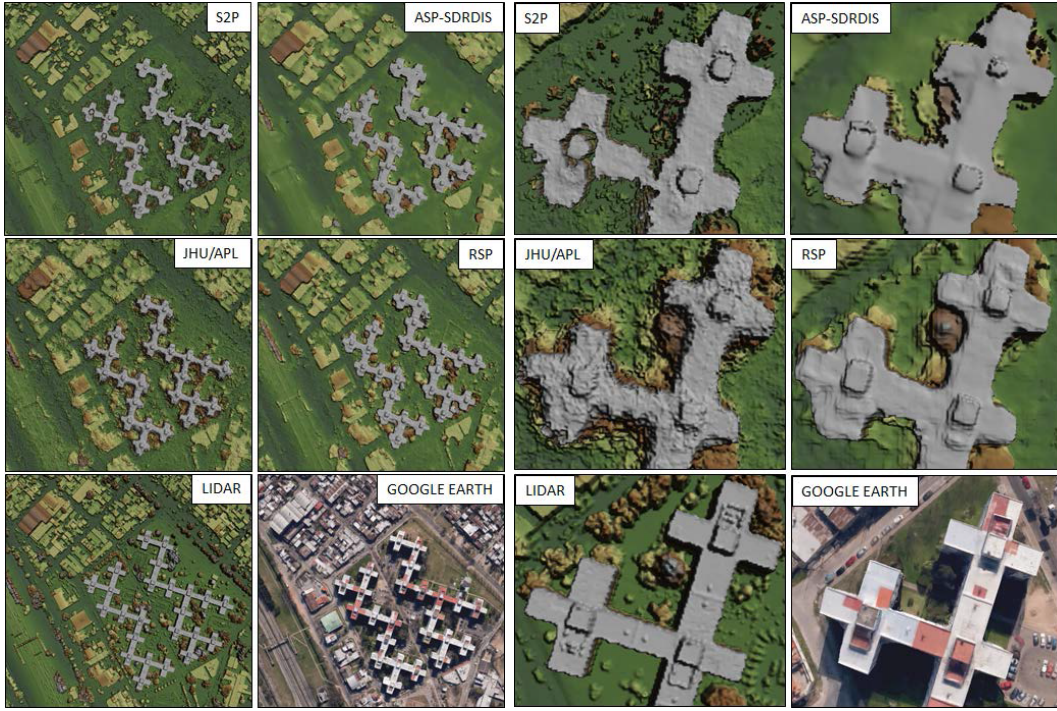 S2P
ASP-SDRDIS
S2P
ASP-SDRDIS
JHU/APL
RSP
JHU/APL
RSP
LIDAR
GOOGLE EARTH
LIDAR
GOOGLE EARTH